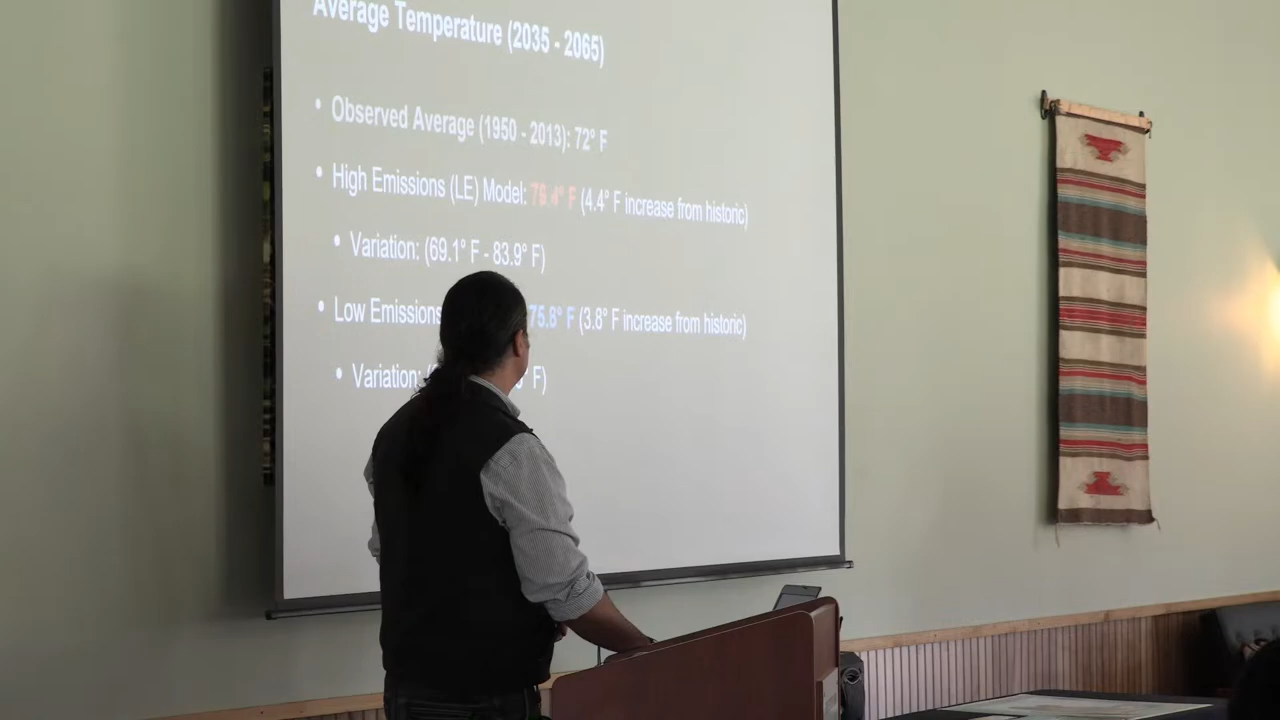 Average Temperature (2035 - 2065)
• Observed Average (1950 - 2013): 72° F
• High Emissions (LE) Model: 76.4° F (4.4° F increase from historic)
• Variation: (69.1° F - 83.9° F)
• Low Emissions 75.8° F (3.8° F increase from historic)
• Variation: ( ° F)